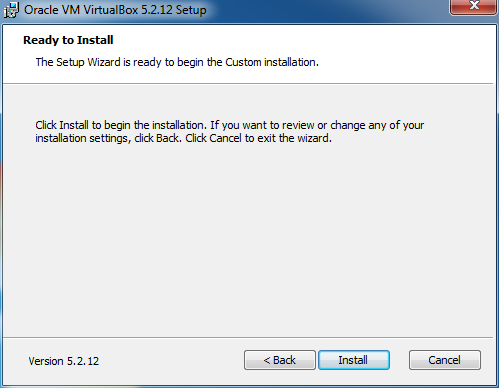 Oracle VM VirtualBox 5.2.12 Setup
Ready to Install
The Setup Wizard is ready to begin the Custom installation.
Click Install to begin the installation. If you want to review or change any of your
installation settings, click Back. Click Cancel to exit the wizard.
Version 5.2.12
< Back
Install
Cancel